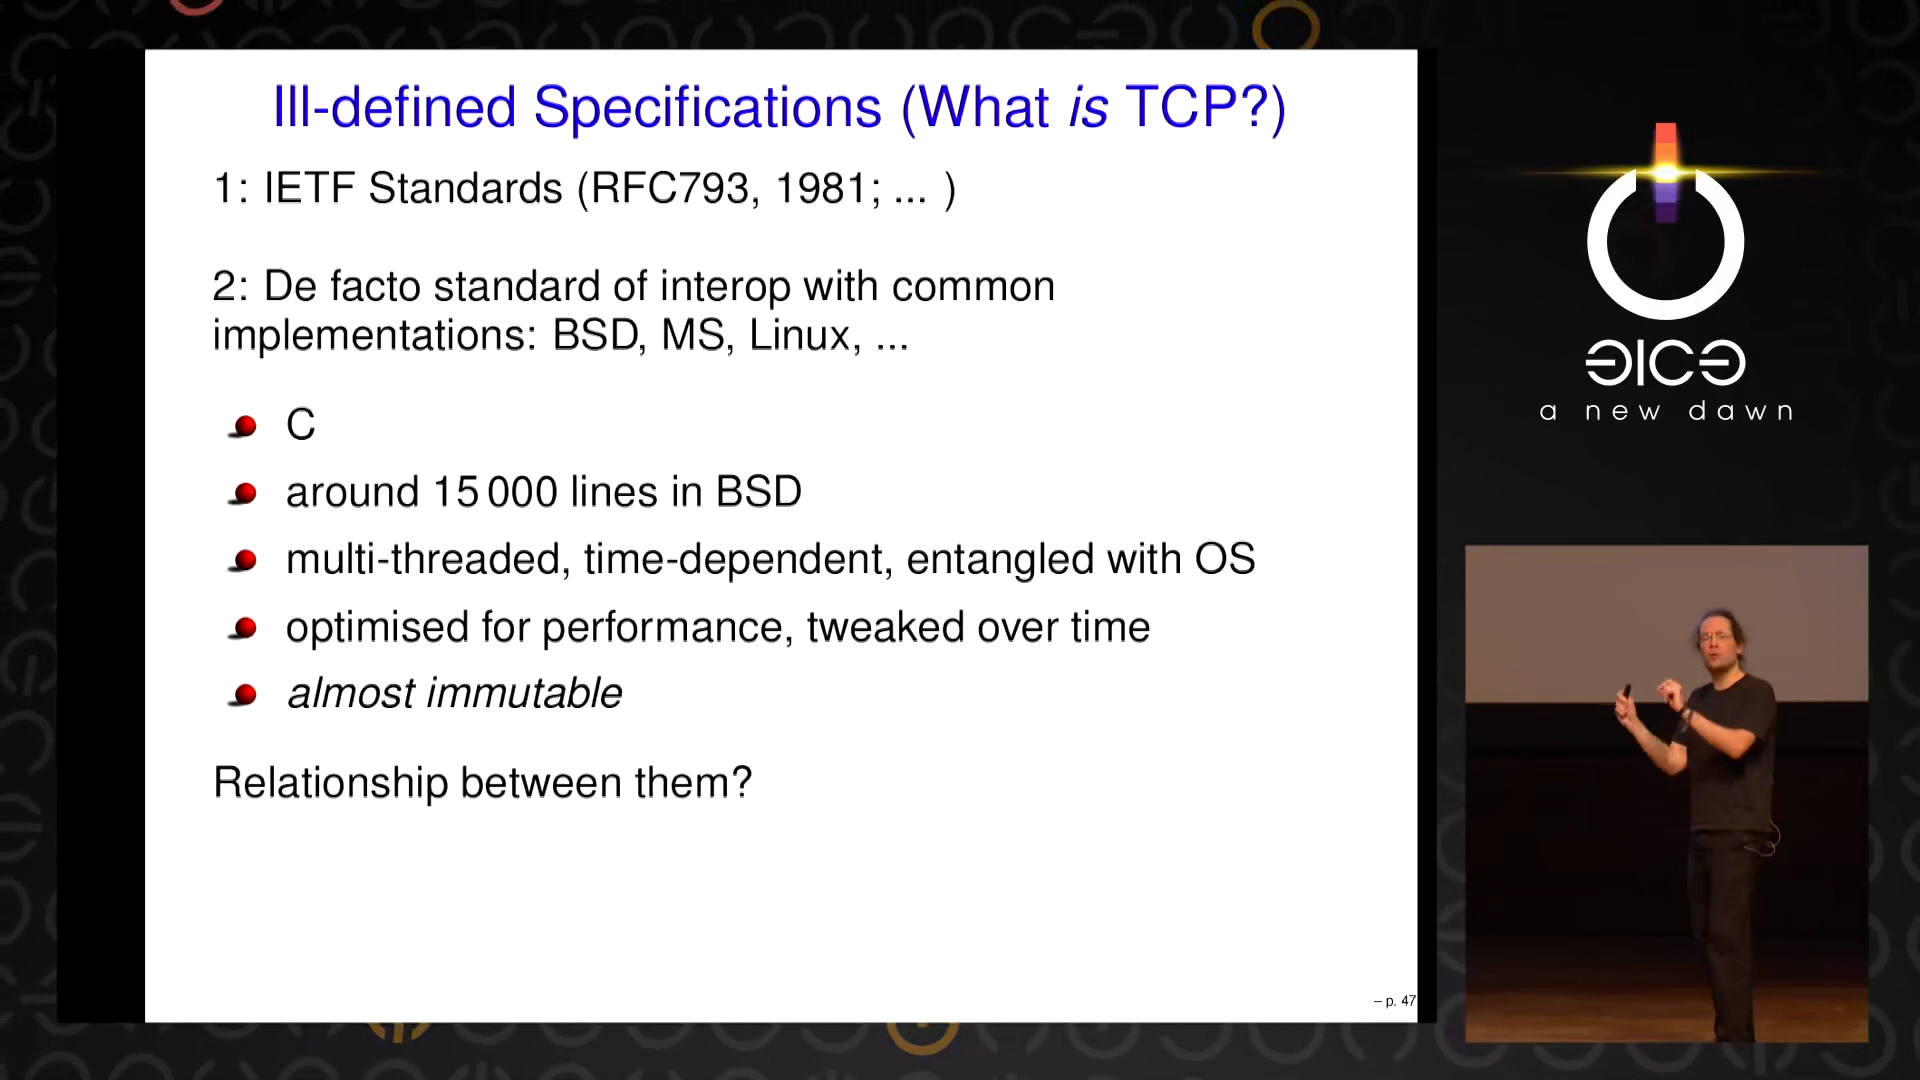 Ill-defined Specifications (What is TCP?)
1: IETF Standards (RFC793, 1981; ... )
2: De facto standard of interop with common
implementations: BSD, MS, Linux, ...
C
around 15 000 lines in BSD
multi-threaded, time-dependent, entangled with OS
optimised for performance, tweaked over time
almost immutable
Relationship between them?
– p. 47
31C3
a new dawn